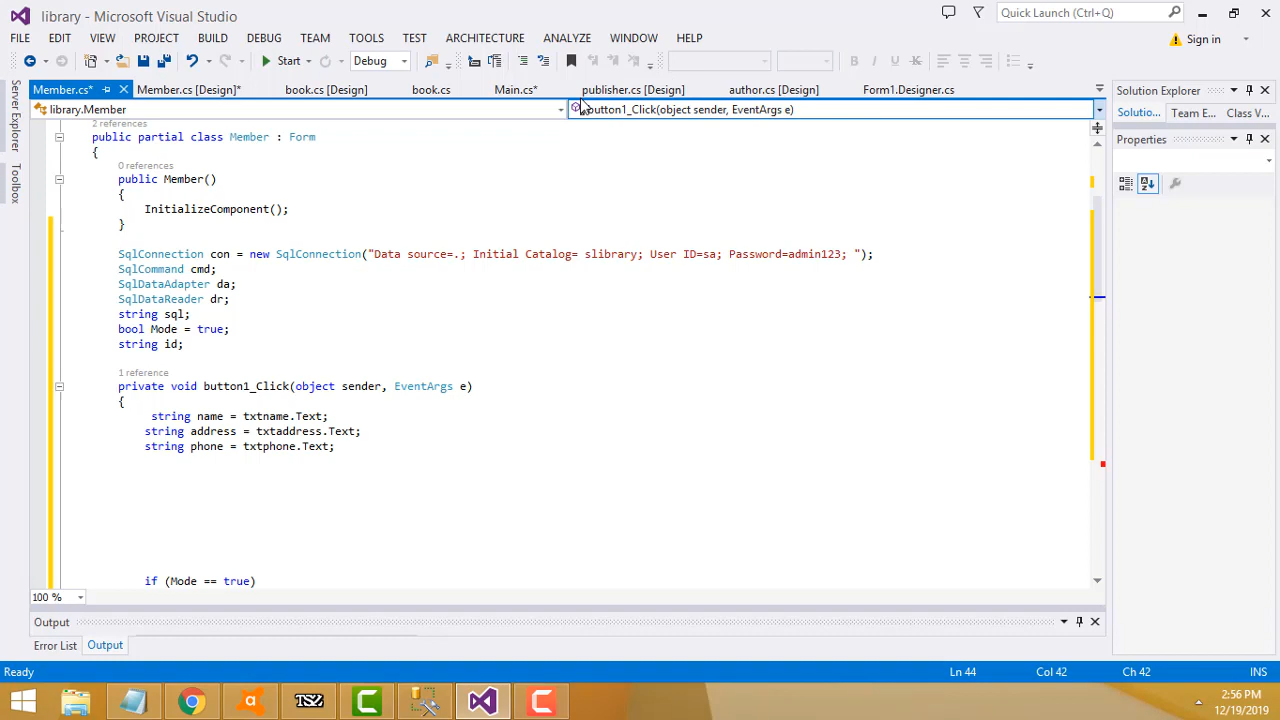 library - Microsoft Visual Studio
Quick Launch (Ctrl+Q)
FILE EDIT VIEW PROJECT BUILD DEBUG TEAM TOOLS TEST ARCHITECTURE ANALYZE WINDOW HELP
Sign in
Start Debug
Member.cs* Member.cs [Design]* book.cs [Design] book.cs Main.cs* publisher.cs [Design] author.cs [Design] Form1.Designer.cs
library.Member button1_Click(object sender, EventArgs e)
Server Explorer
Toolbox
2 references
public partial class Member : Form
{
0 references
public Member()
{
InitializeComponent();
}
SqlConnection con = new SqlConnection("Data source=.; Initial Catalog= slibrary; User ID=sa; Password=admin123; ");
SqlCommand cmd;
SqlDataAdapter da;
SqlDataReader dr;
string sql;
bool Mode = true;
string id;
1 reference
private void button1_Click(object sender, EventArgs e)
{
string name = txtname.Text;
string address = txtaddress.Text;
string phone = txtphone.Text;
if (Mode == true)
100 %
Output
Error List Output
Solution Explorer
Solutio... Team E... Class V...
Properties
Ready Ln 44 Col 42 Ch 42 INS
TSZ
2:56 PM
12/19/2019